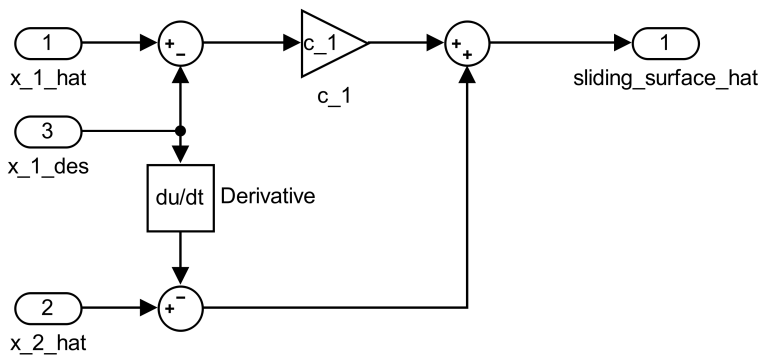 1
x_1_hat
+
−
c_1
c_1
+
+
1
sliding_surface_hat
3
x_1_des
du/dt
Derivative
2
x_2_hat
−
+